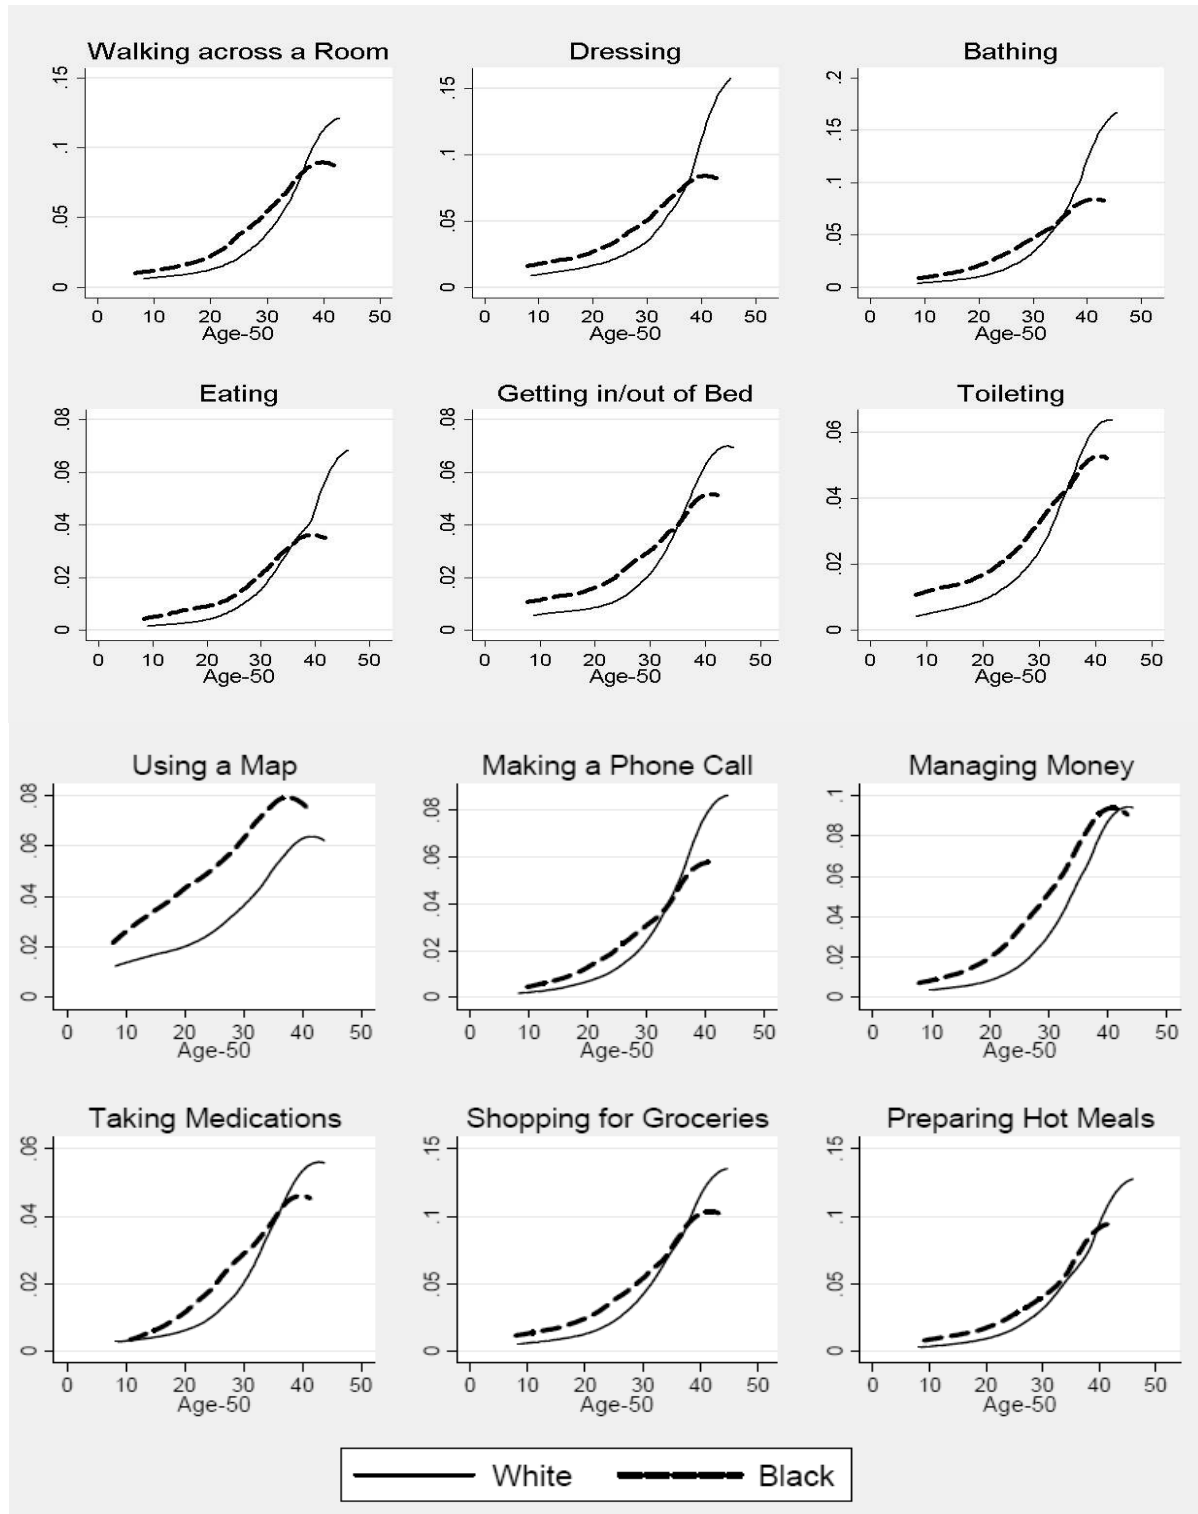 Walking across a Room Dressing Bathing
.15 .15 .2
.1 .1 .15
.05 .05 .1
0 0 .05
0
0 10 20 30 40 50 0 10 20 30 40 50 0 10 20 30 40 50
Age-50 Age-50 Age-50
Eating Getting in/out of Bed Toileting
.08 .08 .06
.06 .06 .04
.04 .04 .02
.02 .02 0
0 0
0 10 20 30 40 50 0 10 20 30 40 50 0 10 20 30 40 50
Age-50 Age-50 Age-50
Using a Map Making a Phone Call Managing Money
.08 .08 .1
.06 .06 .08
.04 .04 .06
.02 .02 .04
0 0 .02
0
0 10 20 30 40 50 0 10 20 30 40 50 0 10 20 30 40 50
Age-50 Age-50 Age-50
Taking Medications Shopping for Groceries Preparing Hot Meals
.06 .15 .15
.04 .1 .1
.02 .05 .05
0 0 0
0 10 20 30 40 50 0 10 20 30 40 50 0 10 20 30 40 50
Age-50 Age-50 Age-50
White Black